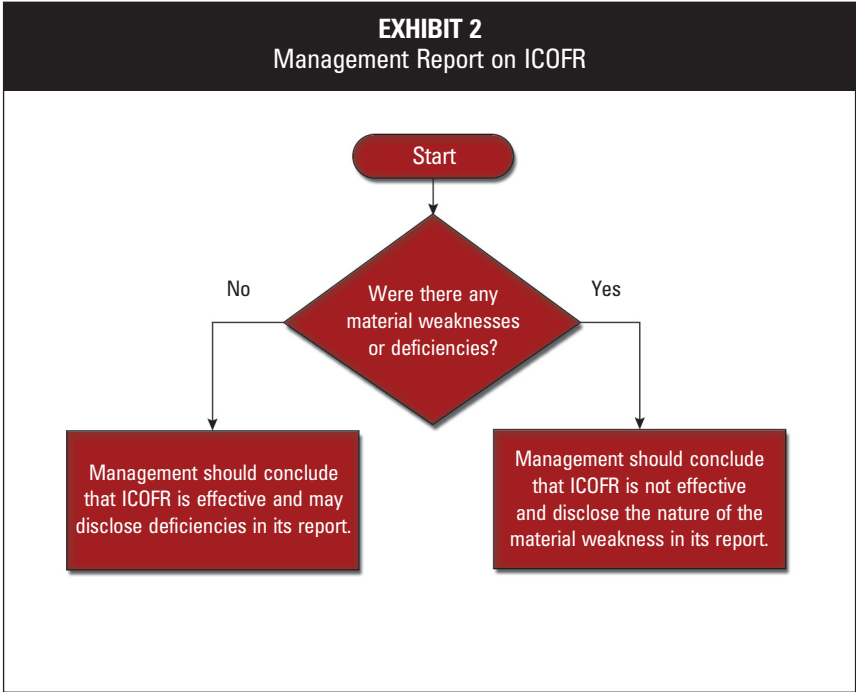 EXHIBIT 2
Management Report on ICOFR
Start
No
Were there any
material weaknesses
or deficiencies?
Yes
Management should conclude
that ICOFR is effective and may
disclose deficiencies in its report.
Management should conclude
that ICOFR is not effective
and disclose the nature of the
material weakness in its report.